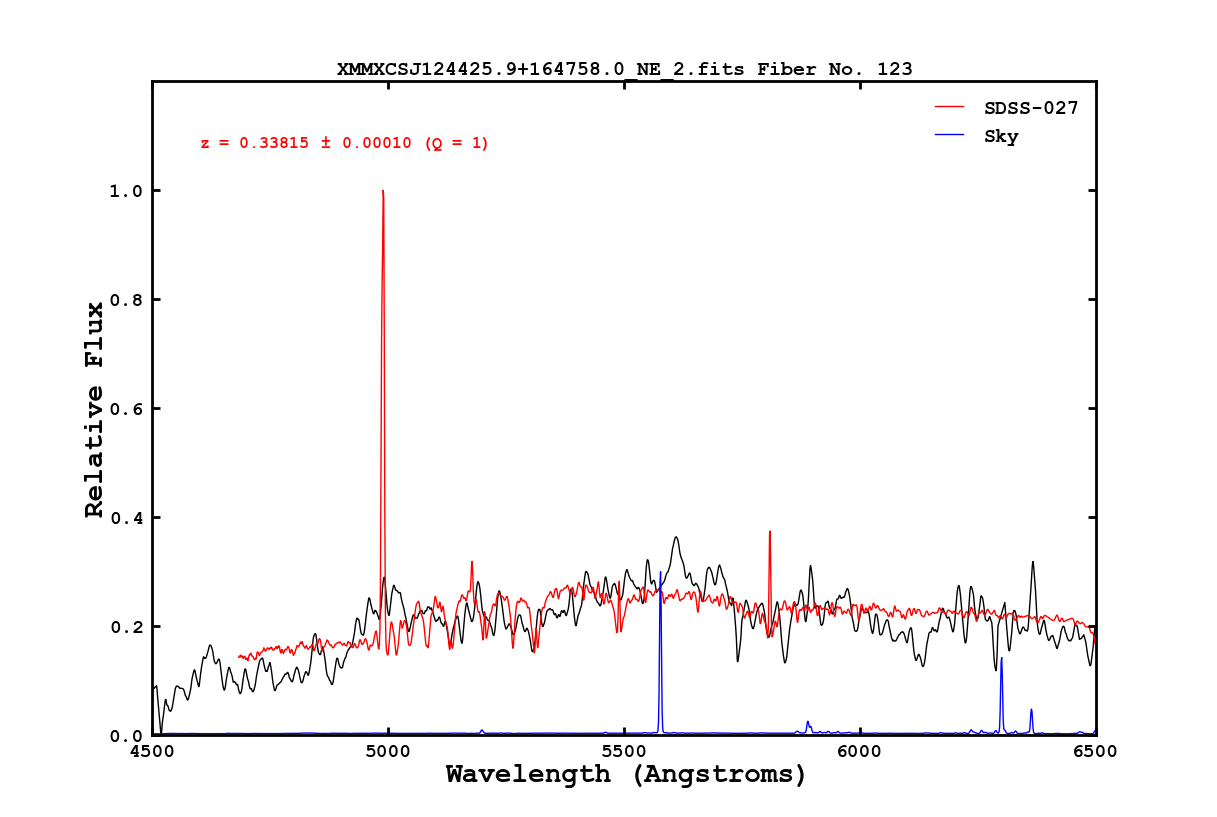 XMMXCSJ124425.9+164758.0_NE_2.fits Fiber No. 123
SDSS-027
Sky
z = 0.33815 ± 0.00010 (Q = 1)
1.0
0.8
0.6
0.4
0.2
0.0
Relative Flux
4500 5000 5500 6000 6500
Wavelength (Angstroms)